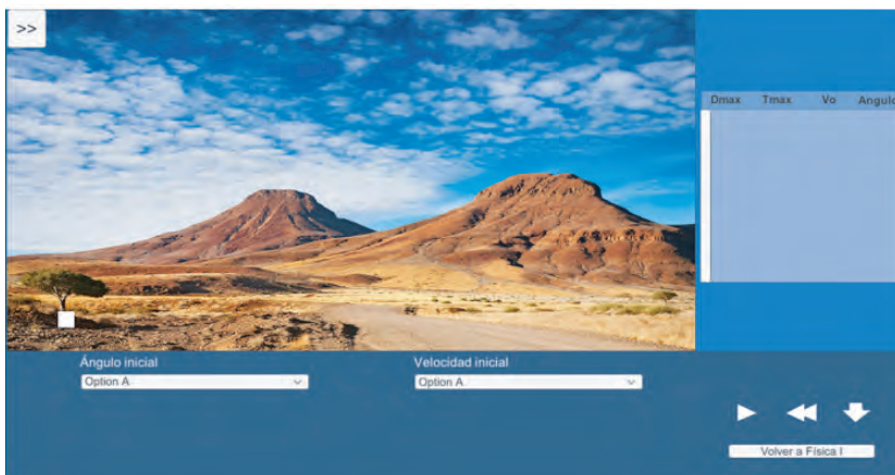 >>
Dmax Tmax Vo Angulo
Ángulo inicial
Option A
Velocidad inicial
Option A
Volver a Física I